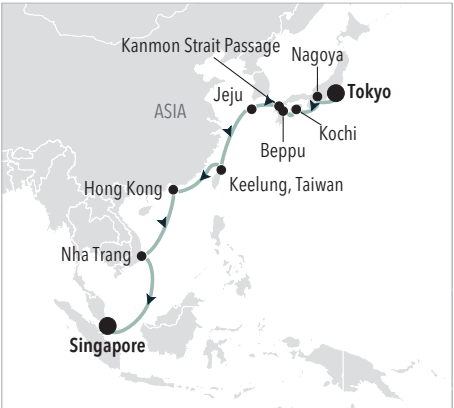 Kanmon Strait Passage
Nagoya
Tokyo
Jeju
ASIA
Kochi
Beppu
Keelung, Taiwan
Hong Kong
Nha Trang
Singapore